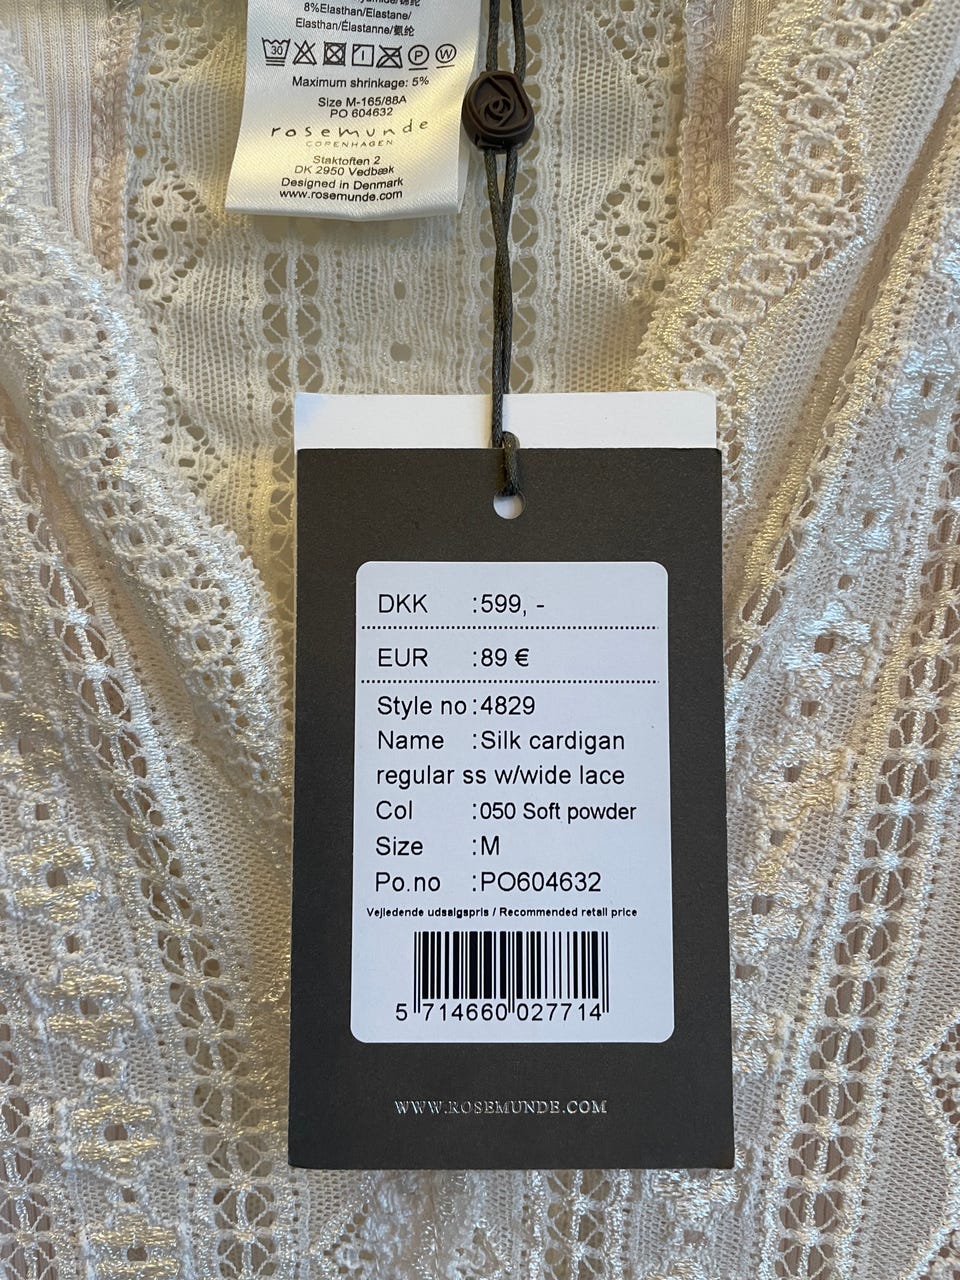 8%Elasthan/Elastane/
Elasthan/Élastanne/氨纶
30 P W
Maximum shrinkage: 5%
Size M-165/88A
PO 604632
rosemunde
COPENHAGEN
Staktoften 2
DK 2950 Vedbæk
Designed in Denmark
www.rosemunde.com
DKK :599, -
EUR :89 €
Style no:4829
Name :Silk cardigan
regular ss w/wide lace
Col :050 Soft powder
Size :M
Po.no :PO604632
Vejledende udsalgspris / Recommended retail price
5 714660 027714
WWW.ROSEMUNDE.COM